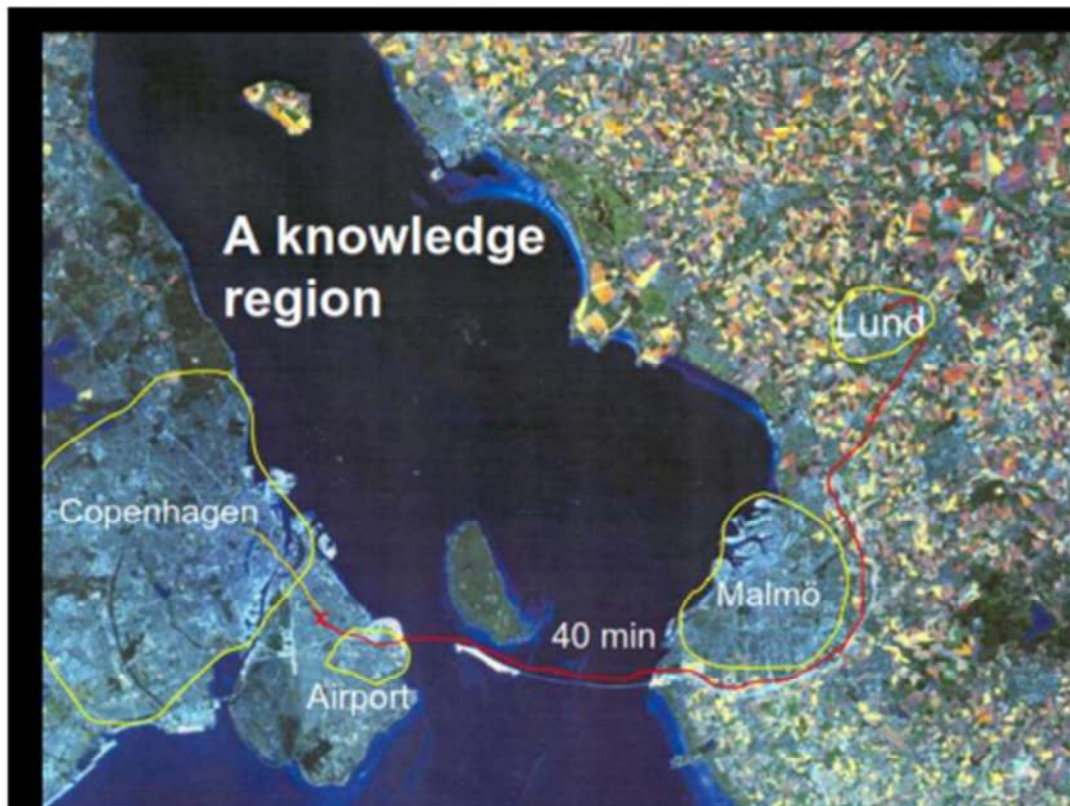 A knowledge
region
Lund
Copenhagen
Malmö
40 min
Airport